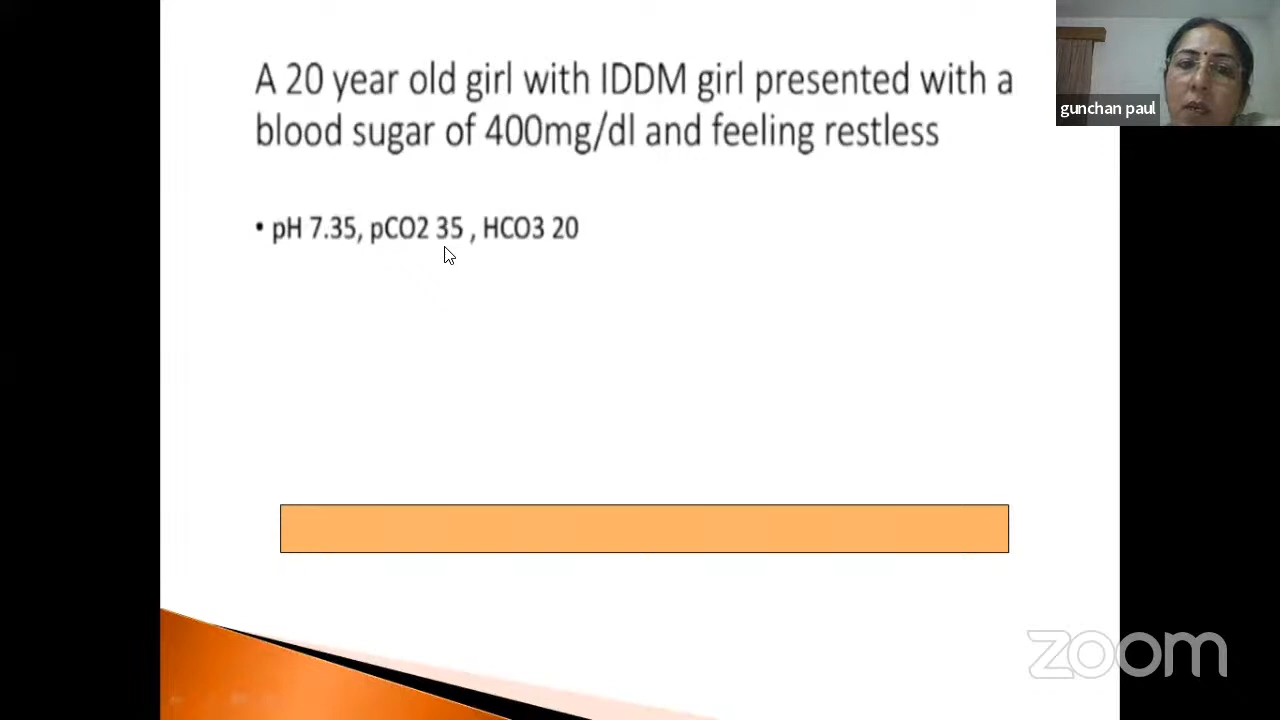 A 20 year old girl with IDDM girl presented with a
blood sugar of 400mg/dl and feeling restless
• pH 7.35, pCO2 35 , HCO3 20
gunchan paul
zoom